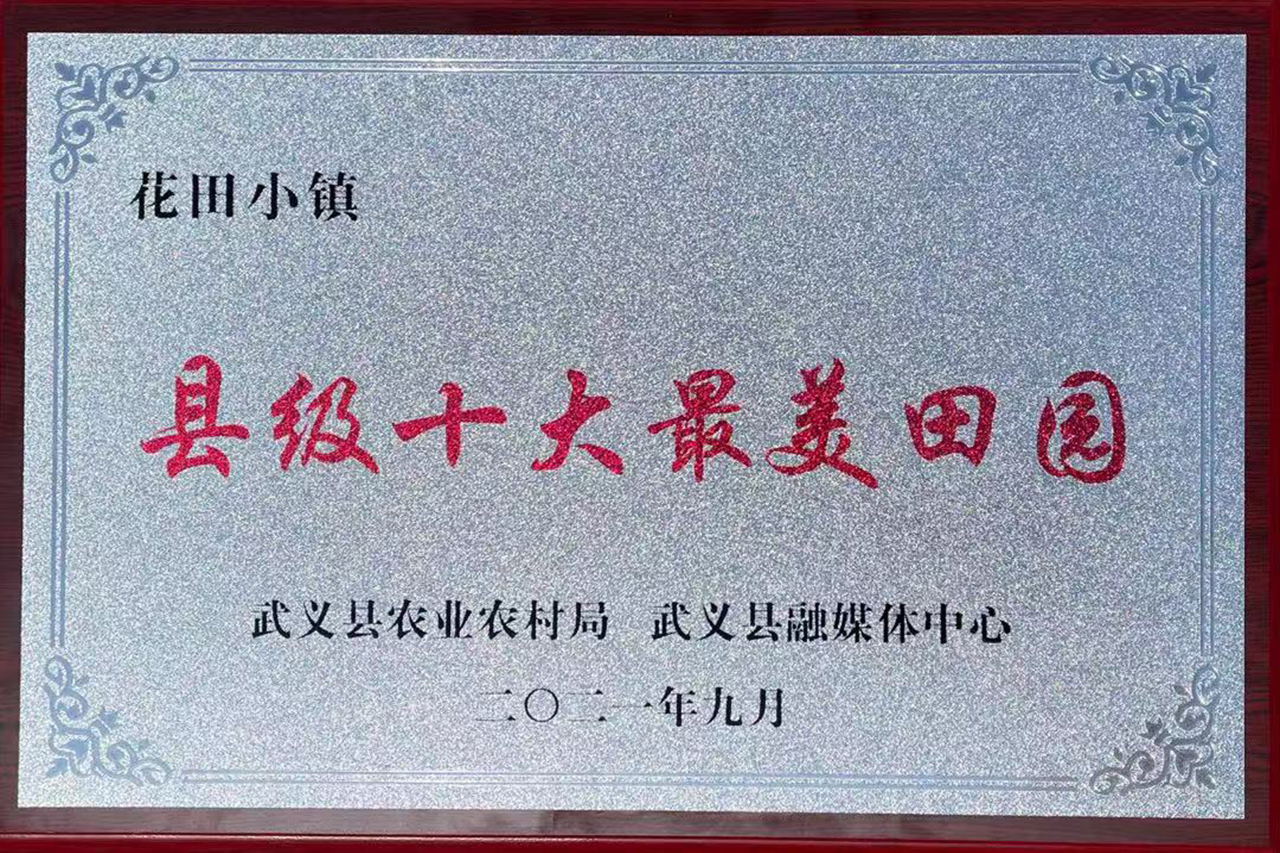 花田小镇
县级十大最美田园
武义县农业农村局 武义县融媒体中心
二〇二一年九月